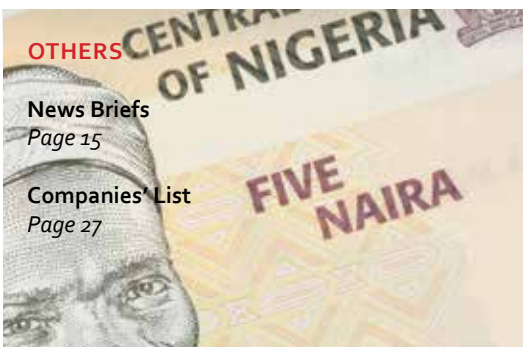 OTHERS
CENTRAL
OF NIGERIA
News Briefs
Page 15
Companies' List
Page 27
FIVE
NAIRA